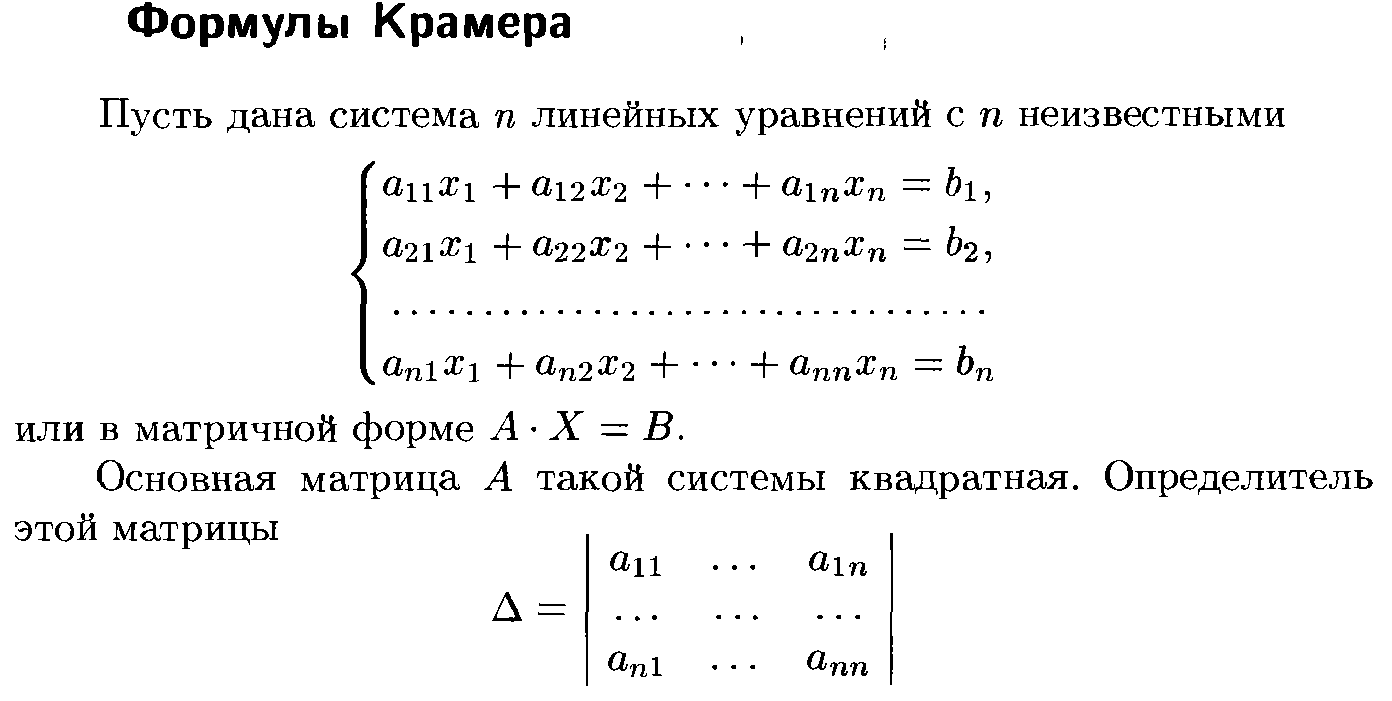 Формулы Крамера
Пусть дана система n линейных уравнений с n неизвестными
a₁₁x₁ + a₁₂x₂ + ··· + a₁ₙxₙ = b₁,
a₂₁x₁ + a₂₂x₂ + ··· + a₂ₙxₙ = b₂,
.................................
aₙ₁x₁ + aₙ₂x₂ + ··· + aₙₙxₙ = bₙ
или в матричной форме A · X = B.
Основная матрица A такой системы квадратная. Определитель
этой матрицы
a₁₁ ... a₁ₙ
Δ = | ... ... ... |
aₙ₁ ... aₙₙ